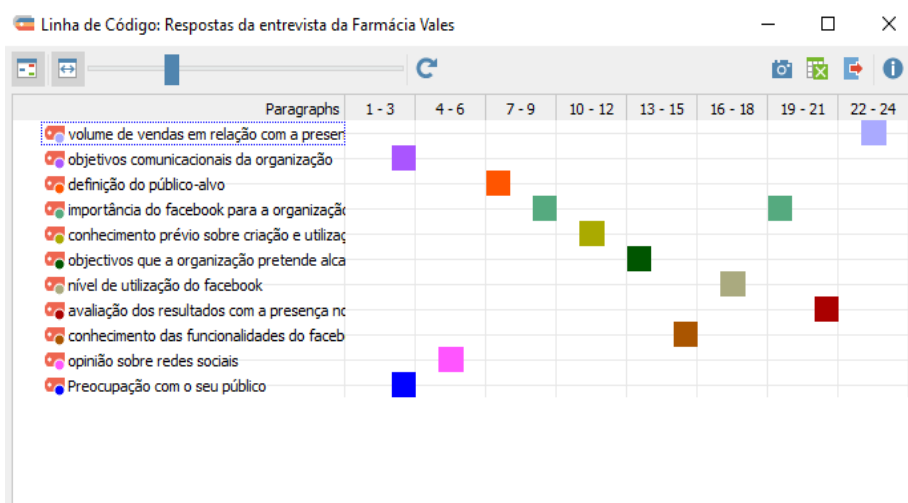 Linha de Código: Respostas da entrevista da Farmácia Vales
Paragraphs 1 - 3 4 - 6 7 - 9 10 - 12 13 - 15 16 - 18 19 - 21 22 - 24
volume de vendas em relação com a preser
objetivos comunicacionais da organização
definição do público-alvo
importância do facebook para a organização
conhecimento prévio sobre criação e utilizaç
objectivos que a organização pretende alca
nível de utilização do facebook
avaliação dos resultados com a presença no
conhecimento das funcionalidades do faceb
opinião sobre redes sociais
Preocupação com o seu público